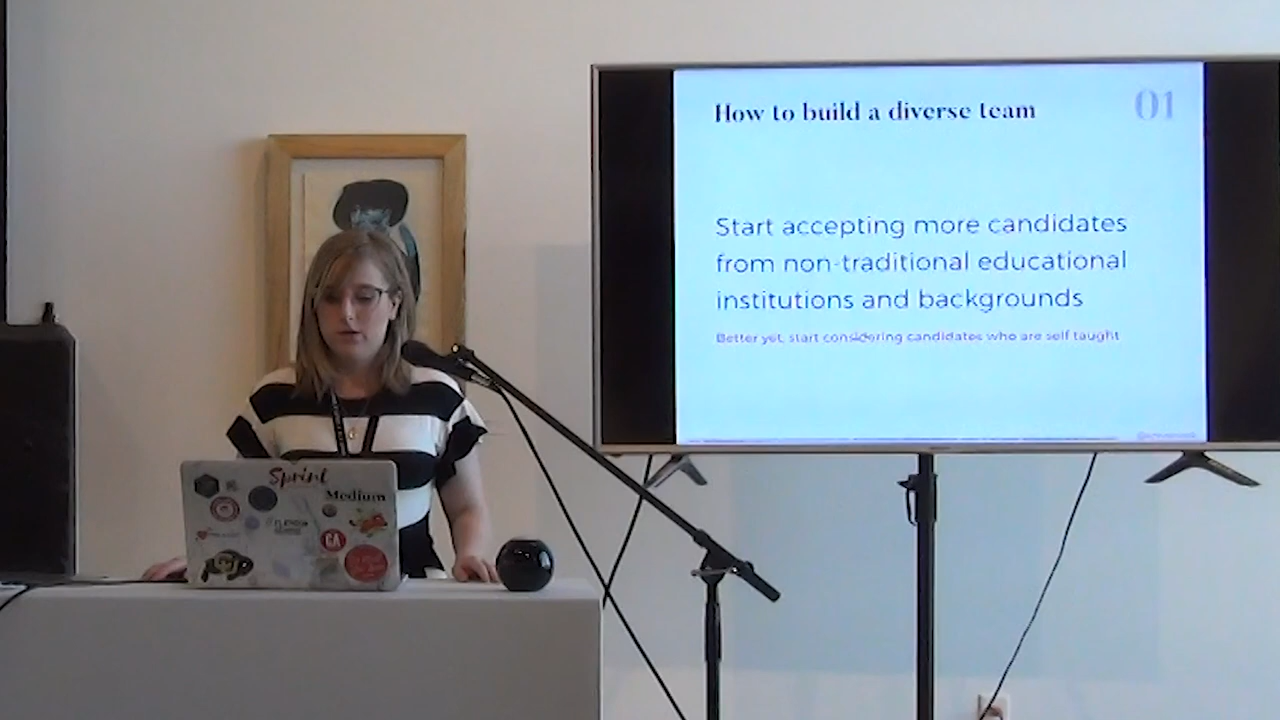 How to build a diverse team
01
Start accepting more candidates
from non-traditional educational
institutions and backgrounds
Better yet, start considering candidates who are self taught
Sprint
Medium
GA